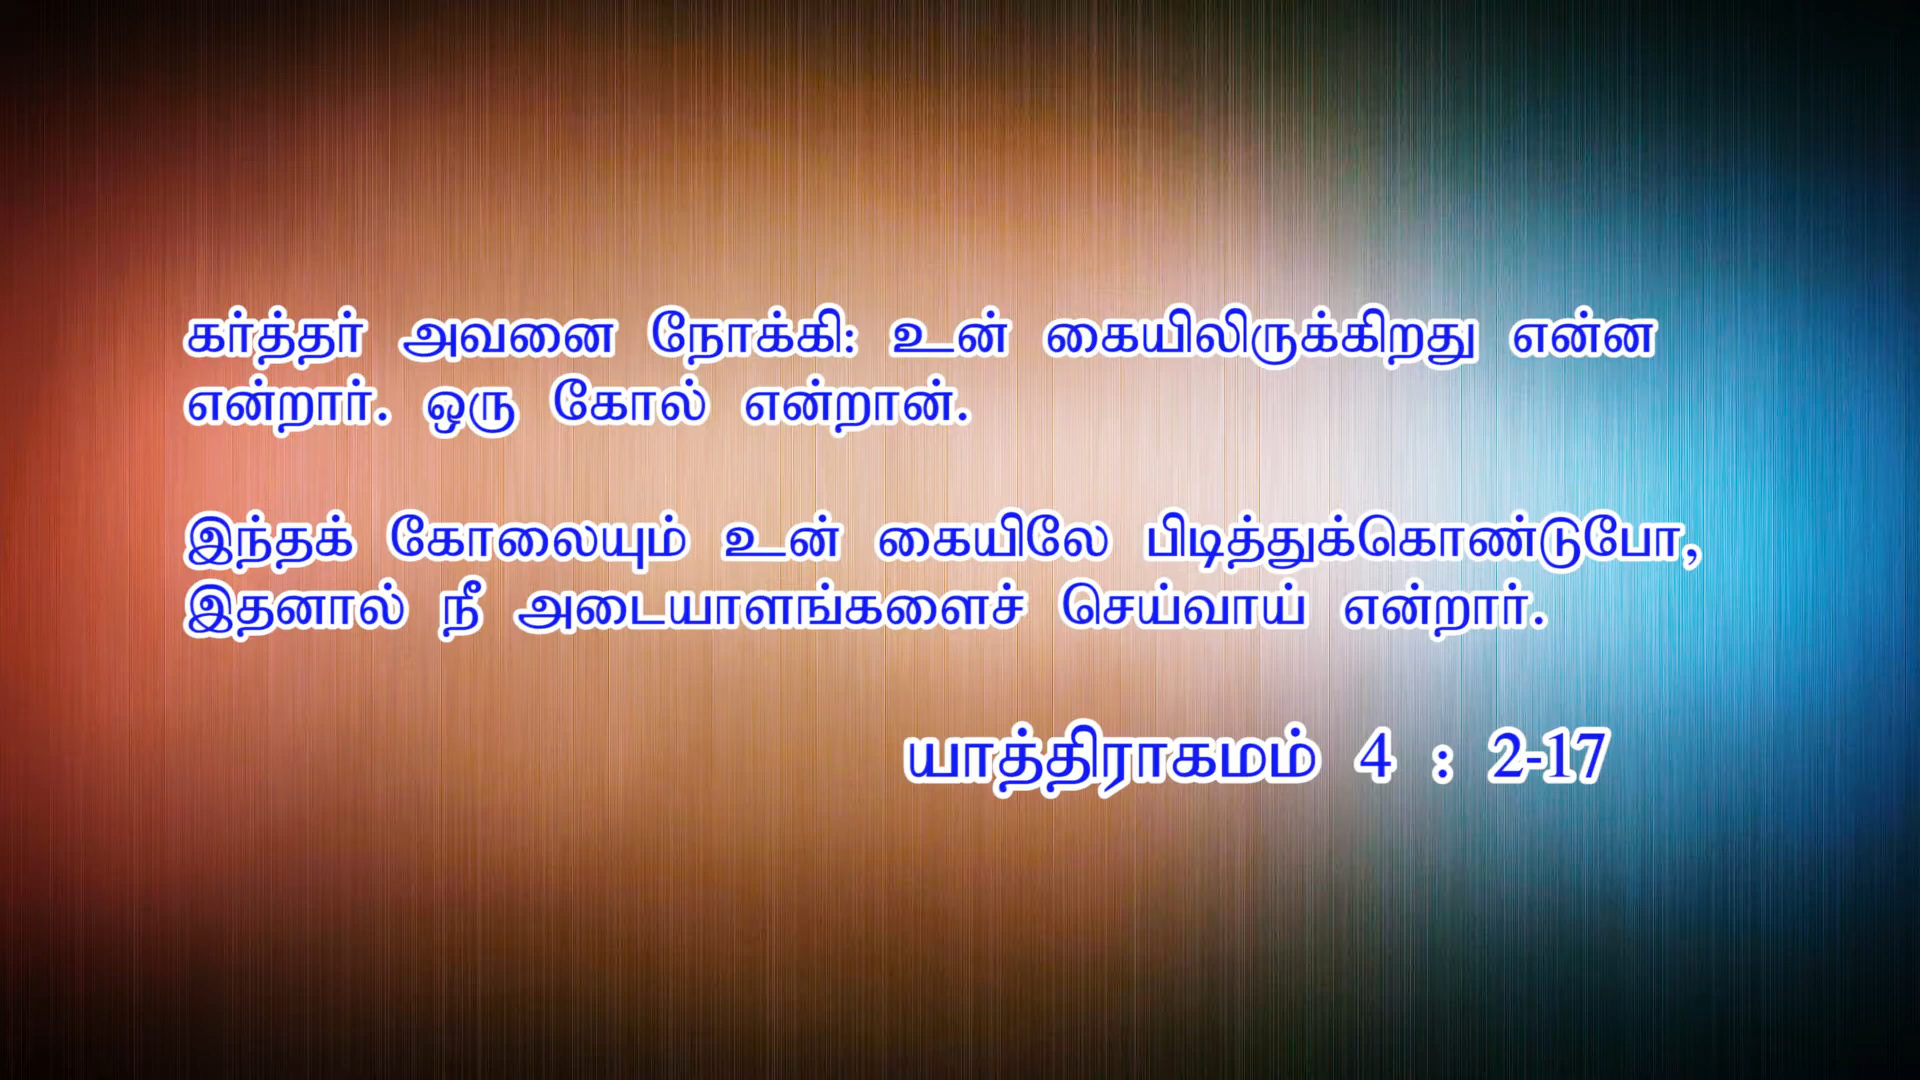 கர்த்தர் அவனை நோக்கி: உன் கையிலிருக்கிறது என்ன
என்றார். ஒரு கோல் என்றான்.
இந்தக் கோலையும் உன் கையிலே பிடித்துக்கொண்டுபோ,
இதனால் நீ அடையாளங்களைச் செய்வாய் என்றார்.
யாத்திராகமம் 4 : 2-17